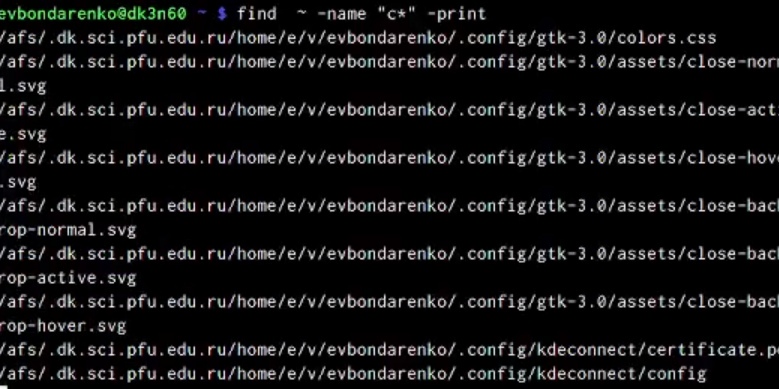 evbondarenko@dk3n60 ~ $ find  ~ -name "c*" -print
/afs/.dk.sci.pfu.edu.ru/home/e/v/evbondarenko/.config/gtk-3.0/colors.css
/afs/.dk.sci.pfu.edu.ru/home/e/v/evbondarenko/.config/gtk-3.0/assets/close-nor
l.svg
/afs/.dk.sci.pfu.edu.ru/home/e/v/evbondarenko/.config/gtk-3.0/assets/close-act
e.svg
/afs/.dk.sci.pfu.edu.ru/home/e/v/evbondarenko/.config/gtk-3.0/assets/close-hov
.svg
/afs/.dk.sci.pfu.edu.ru/home/e/v/evbondarenko/.config/gtk-3.0/assets/close-bac
rop-normal.svg
/afs/.dk.sci.pfu.edu.ru/home/e/v/evbondarenko/.config/gtk-3.0/assets/close-bac
rop-active.svg
/afs/.dk.sci.pfu.edu.ru/home/e/v/evbondarenko/.config/gtk-3.0/assets/close-bac
rop-hover.svg
/afs/.dk.sci.pfu.edu.ru/home/e/v/evbondarenko/.config/kdeconnect/certificate.p
/afs/.dk.sci.pfu.edu.ru/home/e/v/evbondarenko/.config/kdeconnect/config